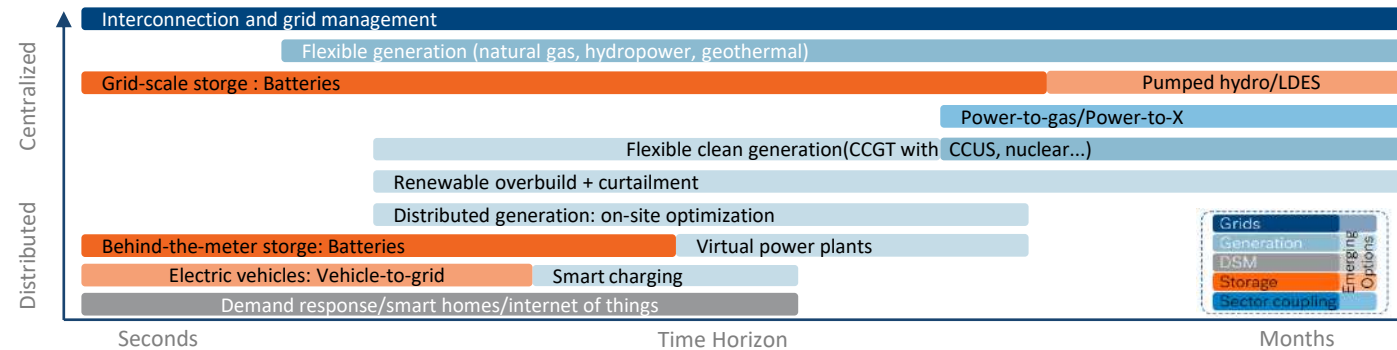 Interconnection and grid management
Flexible generation (natural gas, hydropower, geothermal)
Grid-scale storge : Batteries
Pumped hydro/LDES
Power-to-gas/Power-to-X
Flexible clean generation(CCGT with CCUS, nuclear...)
Renewable overbuild + curtailment
Distributed generation: on-site optimization
Behind-the-meter storge: Batteries
Virtual power plants
Electric vehicles: Vehicle-to-grid
Smart charging
Demand response/smart homes/internet of things
Centralized
Distributed
Seconds
Time Horizon
Months
Grids
Generation
DSM
Storage
Sector coupling
Emerging
Options